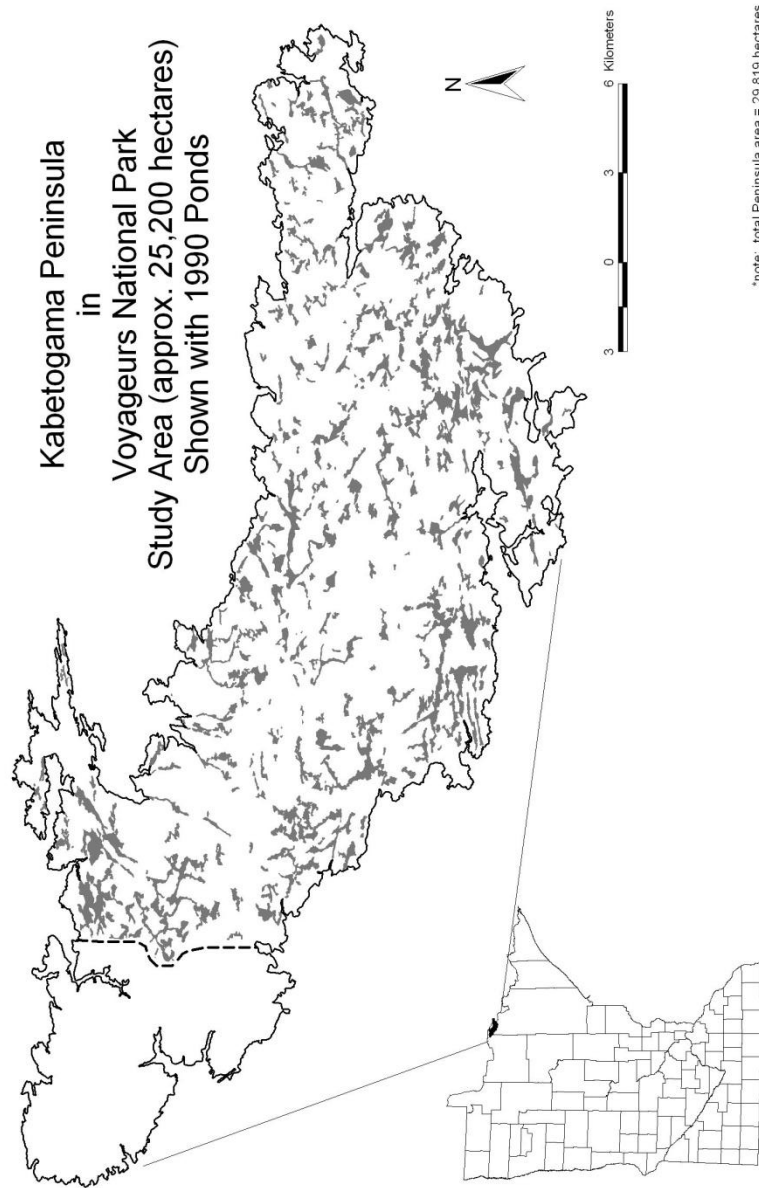 Kabetogama Peninsula
in
Voyageurs National Park
Study Area (approx. 25,200 hectares)
Shown with 1990 Ponds
N
3 0 3 6 Kilometers
*note: total Peninsula area = 29,819 hectares